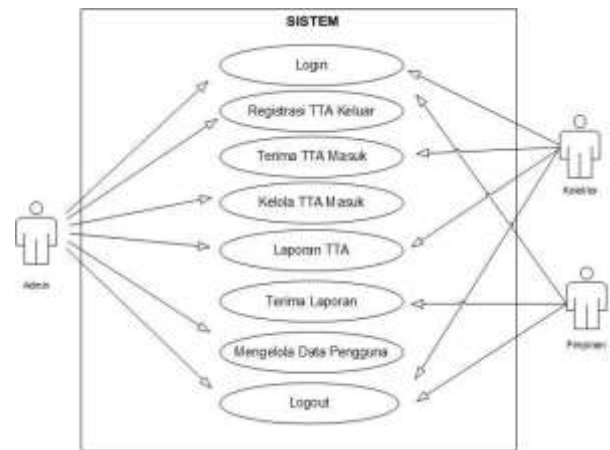 SISTEM
Login
Registrasi TTA Keluar
Terima TTA Masuk
Kelola TTA Masuk
Laporan TTA
Terima Laporan
Mengelola Data Pengguna
Logout
Admin
Kolektor
Pimpinan